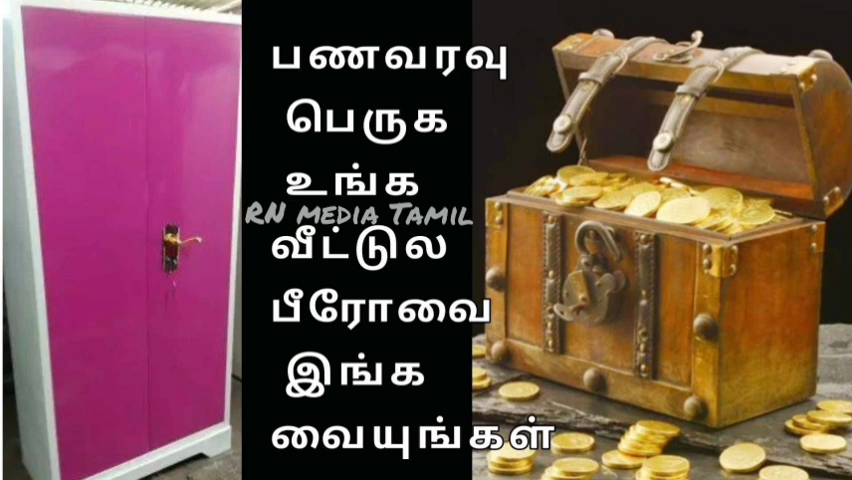 பணவரவு
பெருக
உங்க
RN MEDIA TAMIL
வீட்டுல
பீரோவை
இங்க
வையுங்கள்